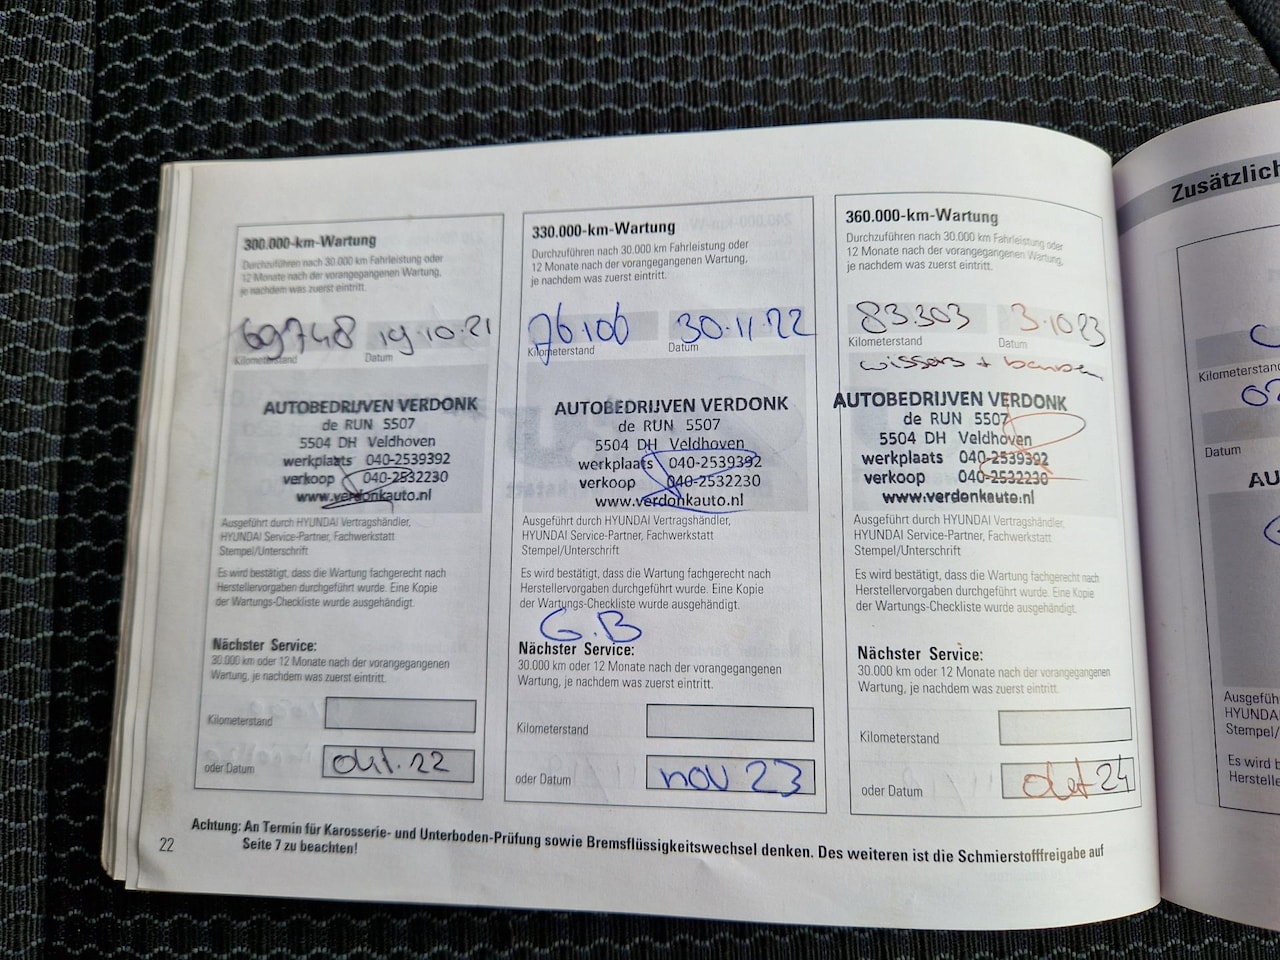 300.000-km-Wartung
Durchzuführen nach 30.000 km Fahrleistung oder
12 Monate nach der vorangegangenen Wartung,
je nachdem was zuerst eintritt.
69748 19.10.21
Kilometerstand Datum
AUTOBEDRIJVEN VERDONK
de RUN 5507
5504 DH Veldhoven
werkplaats 040-2539392
verkoop 040-2532230
www.verdonkauto.nl
Ausgeführt durch HYUNDAI Vertragshändler,
HYUNDAI Service-Partner, Fachwerkstatt
Stempel/Unterschrift
Es wird bestätigt, dass die Wartung fachgerecht nach
Herstellervorgaben durchgeführt wurde. Eine Kopie
der Wartungs-Checkliste wurde ausgehändigt.
Nächster Service:
30.000 km oder 12 Monate nach der vorangegangenen
Wartung, je nachdem was zuerst eintritt.
Kilometerstand
oder Datum okt. 22
330.000-km-Wartung
Durchzuführen nach 30.000 km Fahrleistung oder
12 Monate nach der vorangegangenen Wartung,
je nachdem was zuerst eintritt.
76106 30.11.22
Kilometerstand Datum
AUTOBEDRIJVEN VERDONK
de RUN 5507
5504 DH Veldhoven
werkplaats 040-2539392
verkoop 040-2532230
www.verdonkauto.nl
Ausgeführt durch HYUNDAI Vertragshändler,
HYUNDAI Service-Partner, Fachwerkstatt
Stempel/Unterschrift
Es wird bestätigt, dass die Wartung fachgerecht nach
Herstellervorgaben durchgeführt wurde. Eine Kopie
der Wartungs-Checkliste wurde ausgehändigt.
G.B
Nächster Service:
30.000 km oder 12 Monate nach der vorangegangenen
Wartung, je nachdem was zuerst eintritt.
Kilometerstand
oder Datum nov 23
360.000-km-Wartung
Durchzuführen nach 30.000 km Fahrleistung oder
12 Monate nach der vorangegangenen Wartung,
je nachdem was zuerst eintritt.
83.303 3.10 23
Kilometerstand Datum
wissers +
AUTOBEDRIJVEN VERDONK
de RUN 5507
5504 DH Veldhoven
werkplaats 040-2539392
verkoop 040-2532230
www.verdonkauto.nl
Ausgeführt durch HYUNDAI Vertragshändler,
HYUNDAI Service-Partner, Fachwerkstatt
Stempel/Unterschrift
Es wird bestätigt, dass die Wartung fachgerecht nach
Herstellervorgaben durchgeführt wurde. Eine Kopie
der Wartungs-Checkliste wurde ausgehändigt.
Nächster Service:
30.000 km oder 12 Monate nach der vorangegangenen
Wartung, je nachdem was zuerst eintritt.
Kilometerstand
oder Datum okt 24
Achtung: An Termin für Karosserie- und Unterboden-Prüfung sowie Bremsflüssigkeitswechsel denken. Des weiteren ist die Schmierstofffreigabe auf
Seite 7 zu beachten!
22
Zusätzlich
Kilometerstand
Datum
AU
Ausgeführ
HYUNDAI
Stempel/
Es wird b
Herstelle